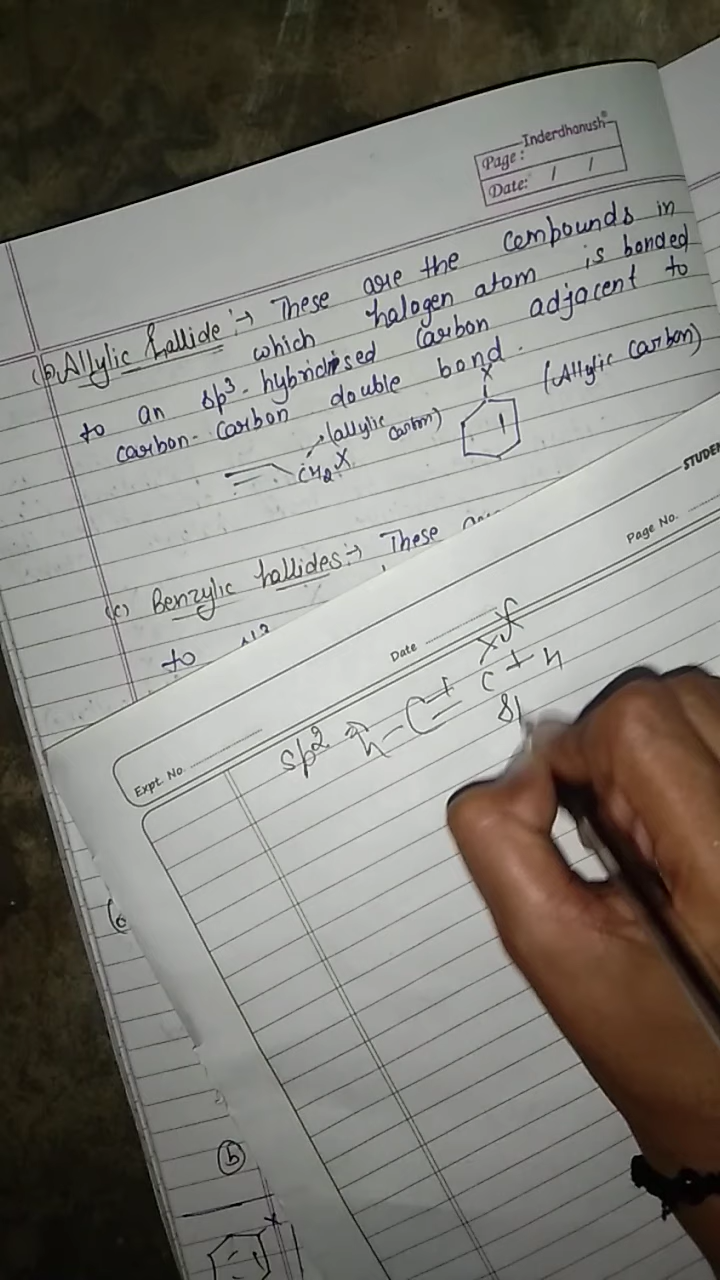 Inderdhanush
Page:
Date: / /
(b) Allylic hallide :→ These are the compounds in
which halogen atom is bonded
to an sp³-hybridised carbon adjacent to
carbon-carbon double bond.
X
(allylic carbon)
CH₂X
(Allylic carbon)
(c) Benzylic hallides :→ These
to
STUDEN
Page No.
Date
Expt. No.
sp²
X
C
H
h-C=
(b)
X